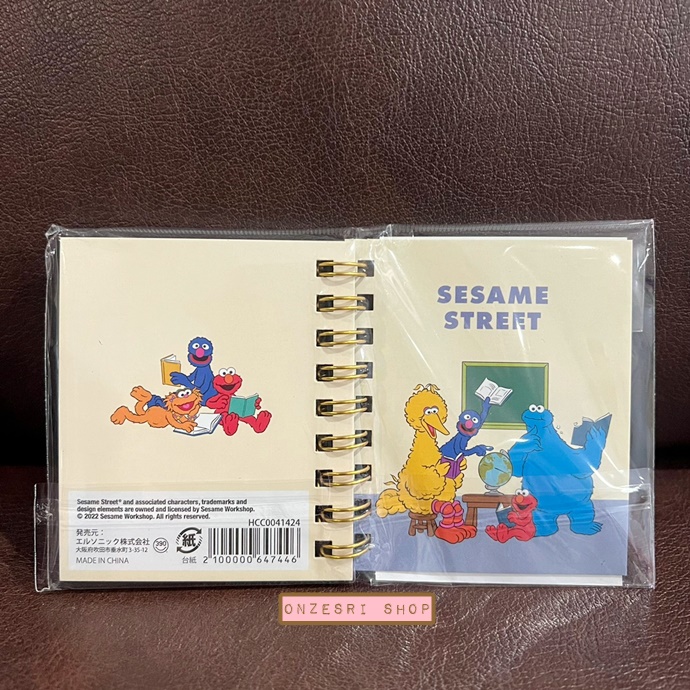 SESAME
STREET
Sesame Street® and associated characters, trademarks and
design elements are owned and licensed by Sesame Workshop.
© 2022 Sesame Workshop. All rights reserved.
HCC0041424
発売元：
エルソニック株式会社
大阪府吹田市垂水町3-35-12
MADE IN CHINA
390
紙
台紙
2100000647446
ONZESRI SHOP